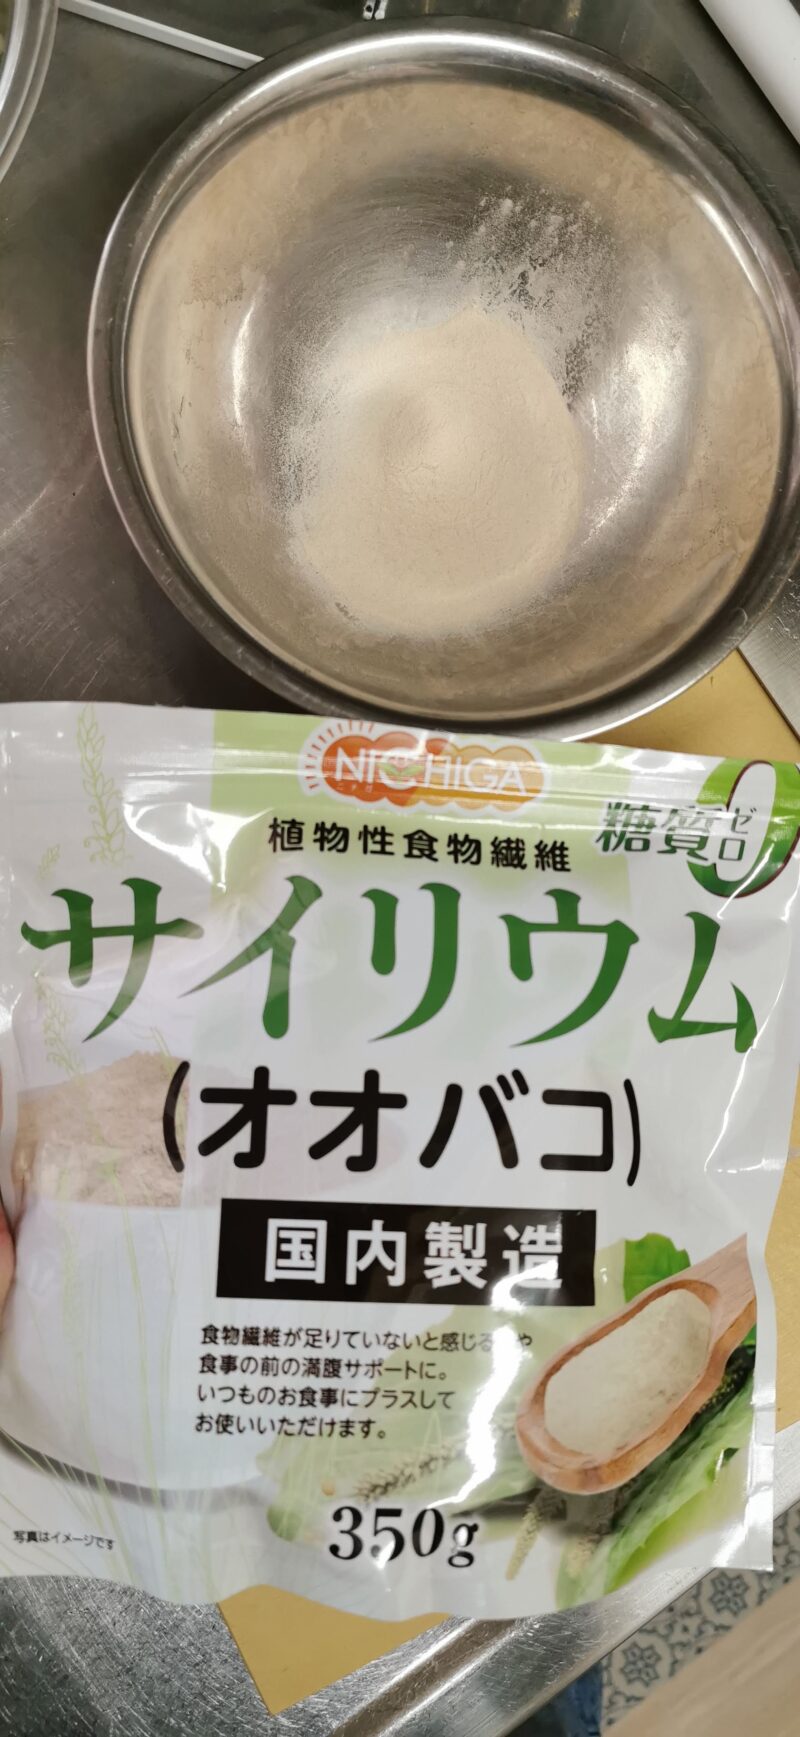 NICHIGA
ニチガ
植物性食物繊維
糖質ゼロ
0
サイリウム
(オオバコ)
国内製造
食物繊維が足りていないと感じる や
食事の前の満腹サポートに。
いつものお食事にプラスして
お使いいただけます。
350g
写真はイメージです